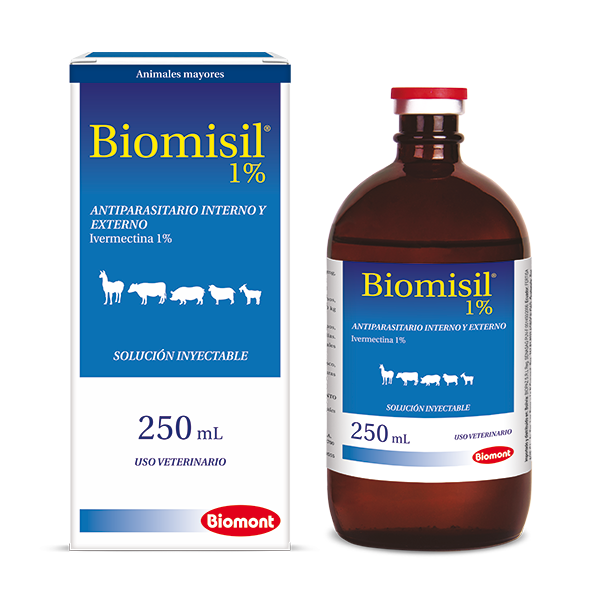 Animales mayores
Biomisil®
1%
ANTIPARASITARIO INTERNO Y
EXTERNO
Ivermectina 1%
SOLUCIÓN INYECTABLE
250 mL
USO VETERINARIO
Biomont
Biomisil®
1%
ANTIPARASITARIO INTERNO Y EXTERNO
Ivermectina 1%
SOLUCIÓN INYECTABLE
250 mL
USO VETERINARIO
Biomont